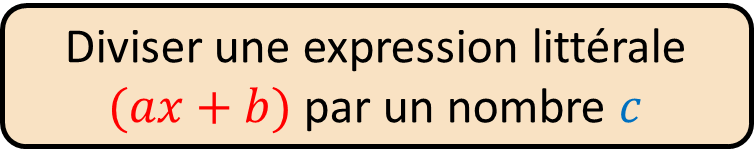 Diviser une expression littérale
(ax + b) par un nombre c